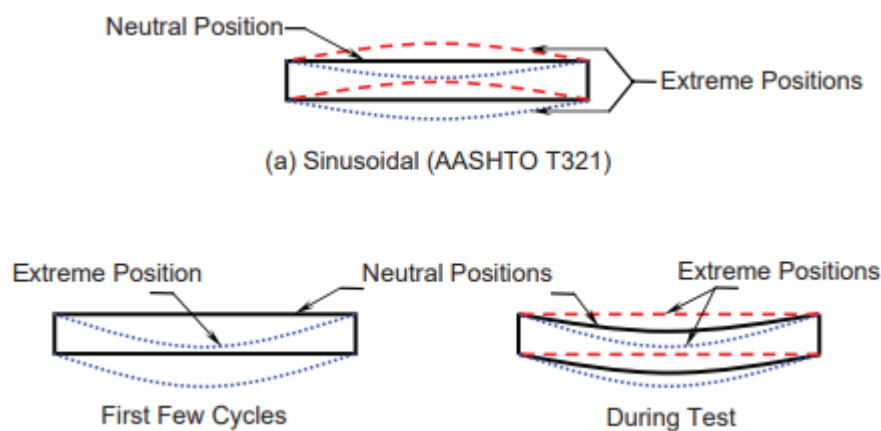 Neutral Position
Extreme Positions
(a) Sinusoidal (AASHTO T321)
Extreme Position
Neutral Positions
Extreme Positions
First Few Cycles
During Test